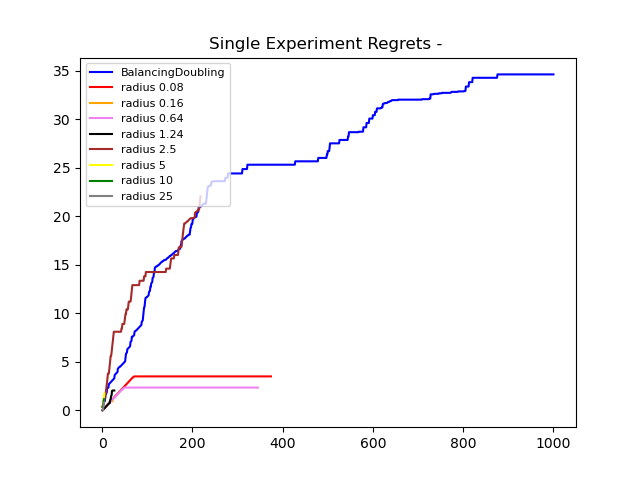 Single Experiment Regrets -
35
30
25
20
15
10
5
0
BalancingDoubling
radius 0.08
radius 0.16
radius 0.64
radius 1.24
radius 2.5
radius 5
radius 10
radius 25
0 200 400 600 800 1000